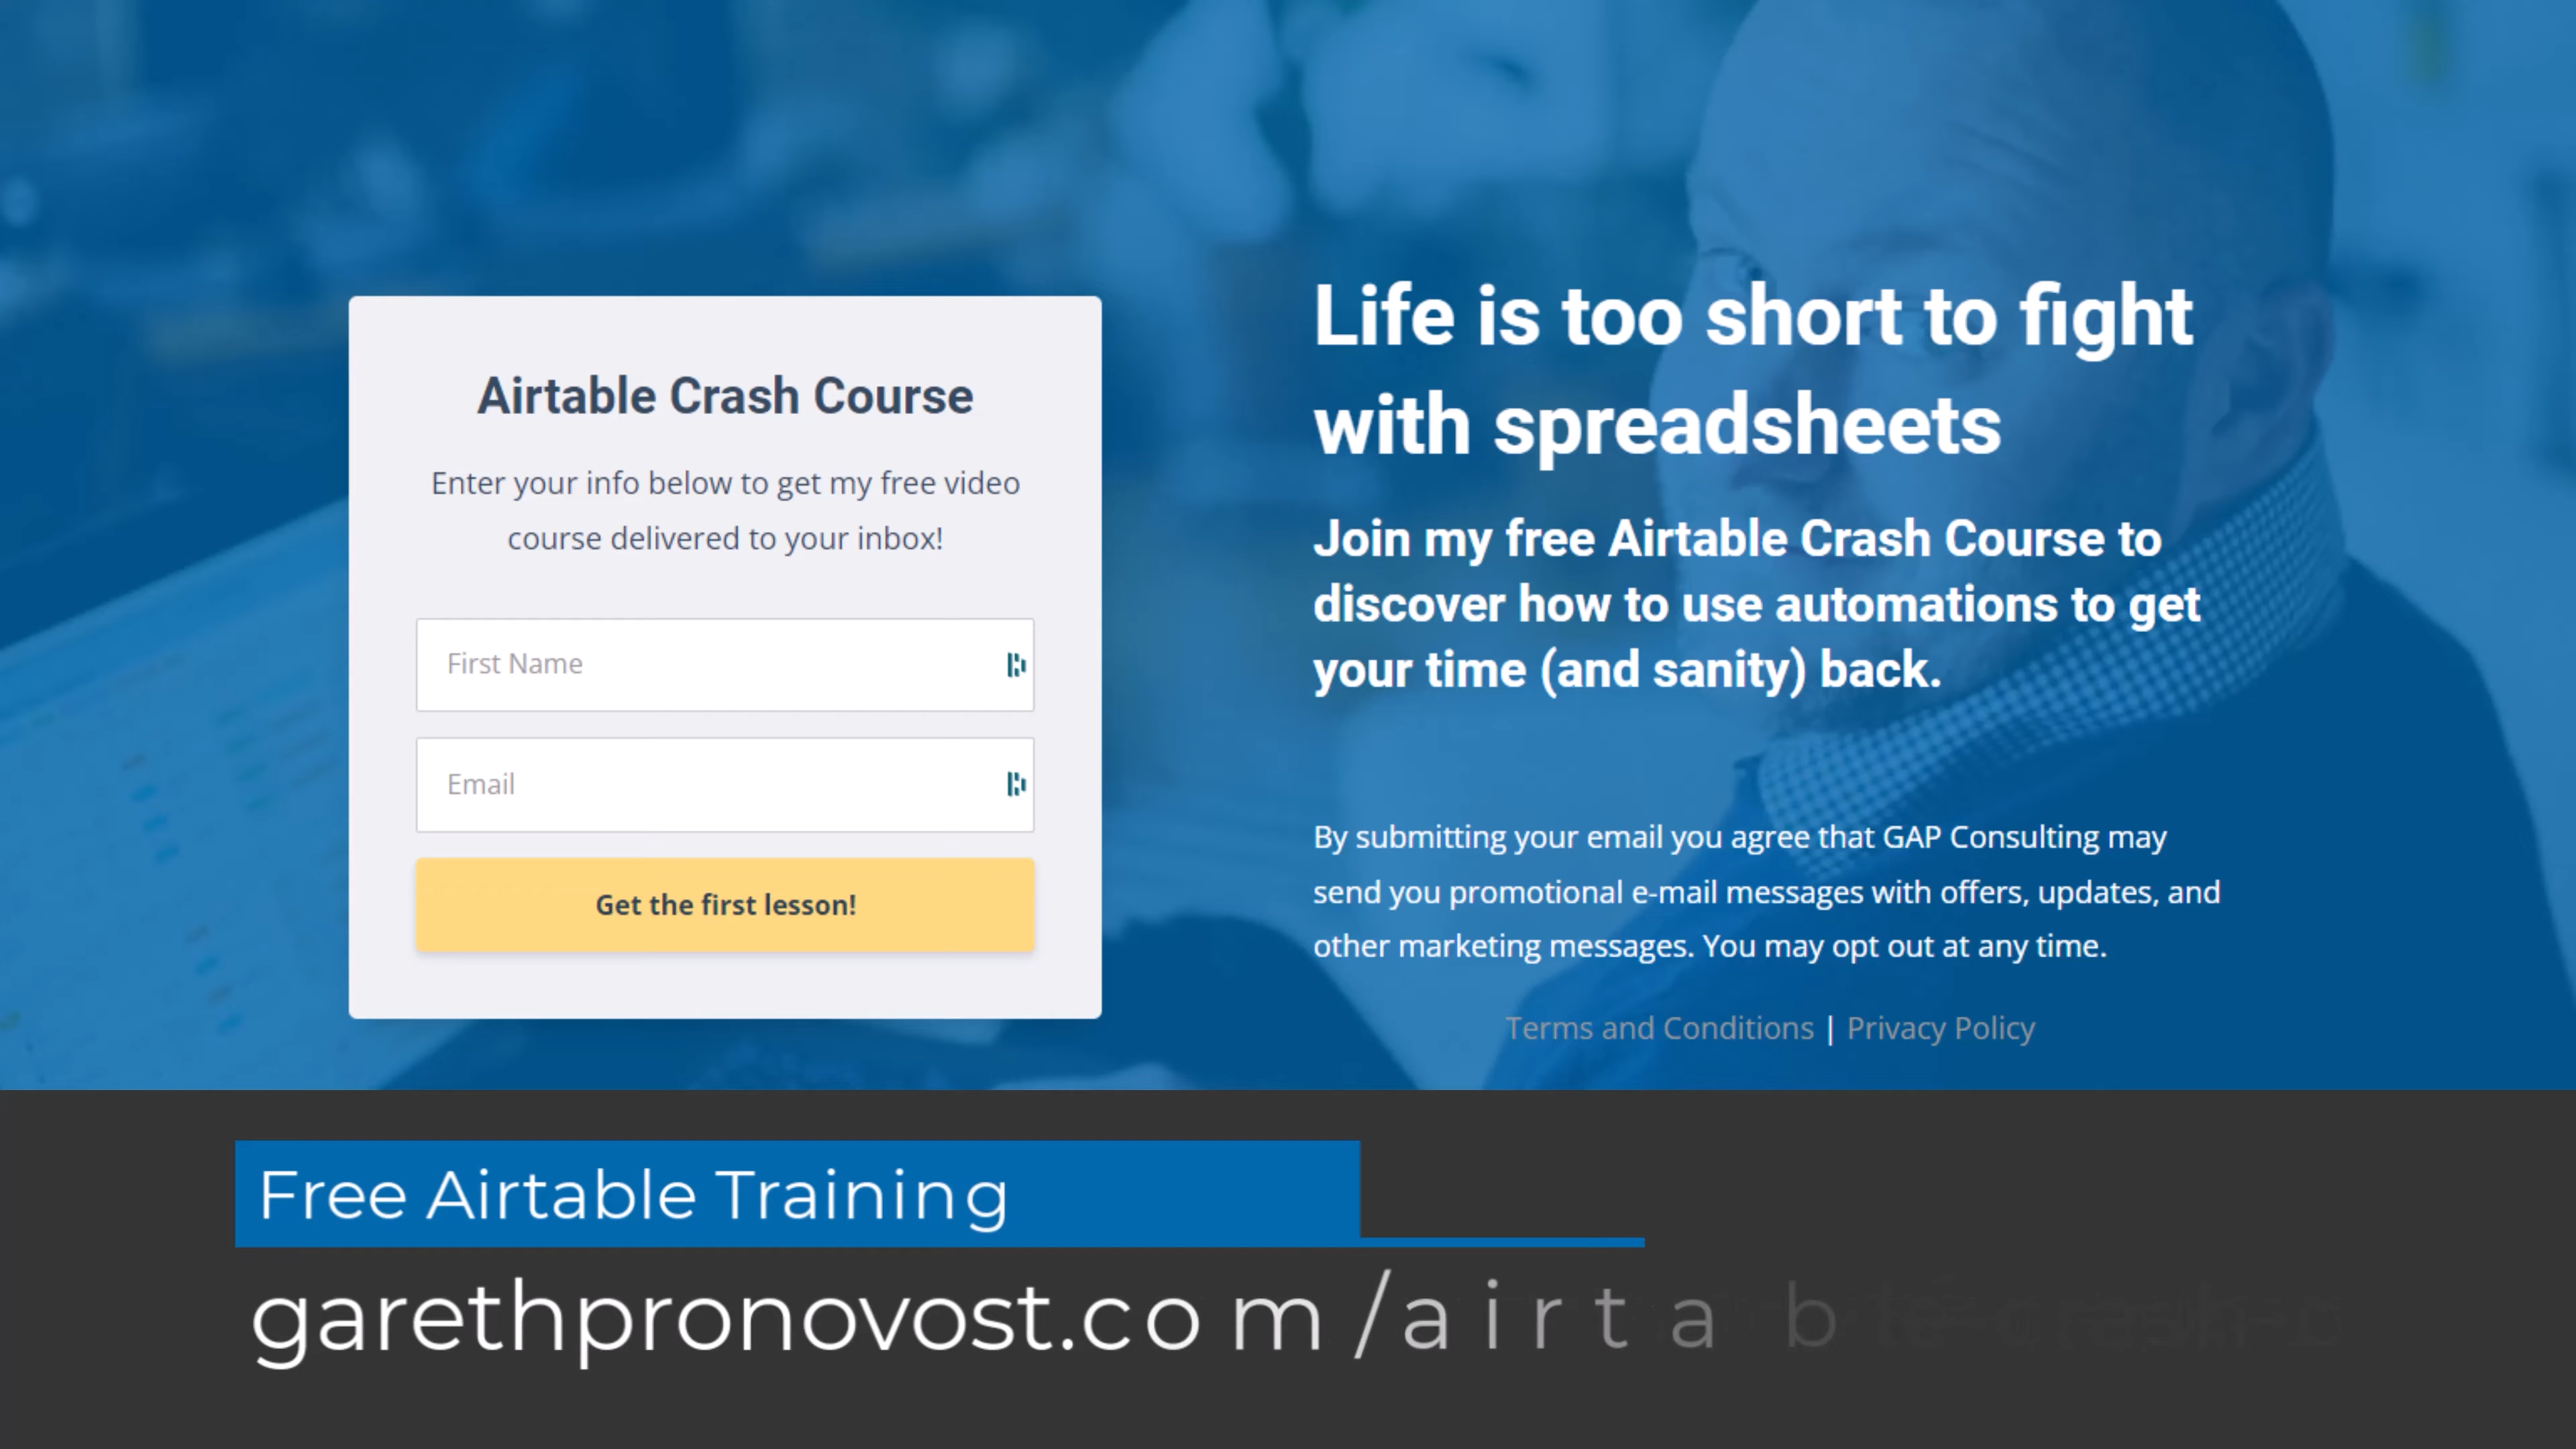 Airtable Crash Course
Enter your info below to get my free video
course delivered to your inbox!
First Name
Email
Get the first lesson!
Life is too short to fight
with spreadsheets
Join my free Airtable Crash Course to
discover how to use automations to get
your time (and sanity) back.
By submitting your email you agree that GAP Consulting may
send you promotional e-mail messages with offers, updates, and
other marketing messages. You may opt out at any time.
Terms and Conditions | Privacy Policy
Free Airtable Training
garethpronovost.com/airtab